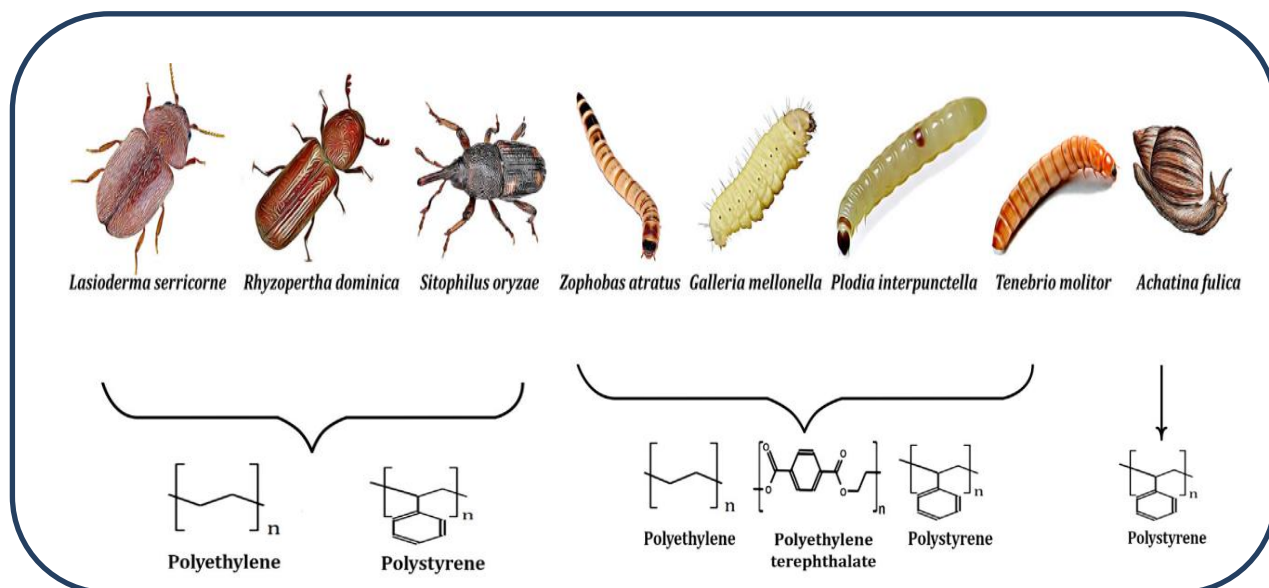 Lasioderma serricorne Rhyzopertha dominica Sitophilus oryzae Zophobas atratus Galleria mellonella Plodia interpunctella Tenebrio molitor Achatina fulica
n
Polyethylene
n
Polystyrene
n
Polyethylene
O
O
O
O
n
Polyethylene
terephthalate
n
Polystyrene
n
Polystyrene